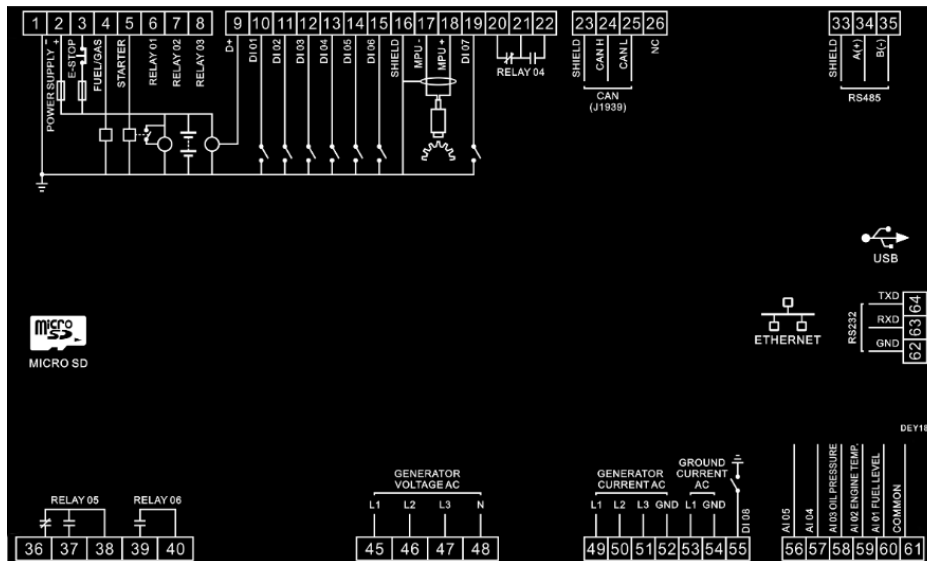 1 2 3 4 5 6 7 8 9 10 11 12 13 14 15 16 17 18 19 20 21 22 23 24 25 26 33 34 35
−
+
POWER SUPPLY
E-STOP
FUEL/GAS
STARTER
RELAY 01
RELAY 02
RELAY 03
D+
DI 01
DI 02
DI 03
DI 04
DI 05
DI 06
SHIELD
MPU -
MPU +
DI 07
RELAY 04
SHIELD
CAN H
CAN L
NC
CAN
(J1939)
SHIELD
A(+)
B(-)
RS485
USB
micro
SD
MICRO SD
ETHERNET
RS232
TXD 64
RXD 63
GND 62
DEY18
RELAY 05
RELAY 06
GENERATOR
VOLTAGE AC
L1 L2 L3 N
GENERATOR
CURRENT AC
L1 L2 L3 GND
GROUND
CURRENT
AC
L1 GND
DI 08
AI 05
AI 04
AI 03 OIL PRESSURE
AI 02 ENGINE TEMP.
AI 01 FUEL LEVEL
COMMON
36 37 38 39 40 45 46 47 48 49 50 51 52 53 54 55 56 57 58 59 60 61